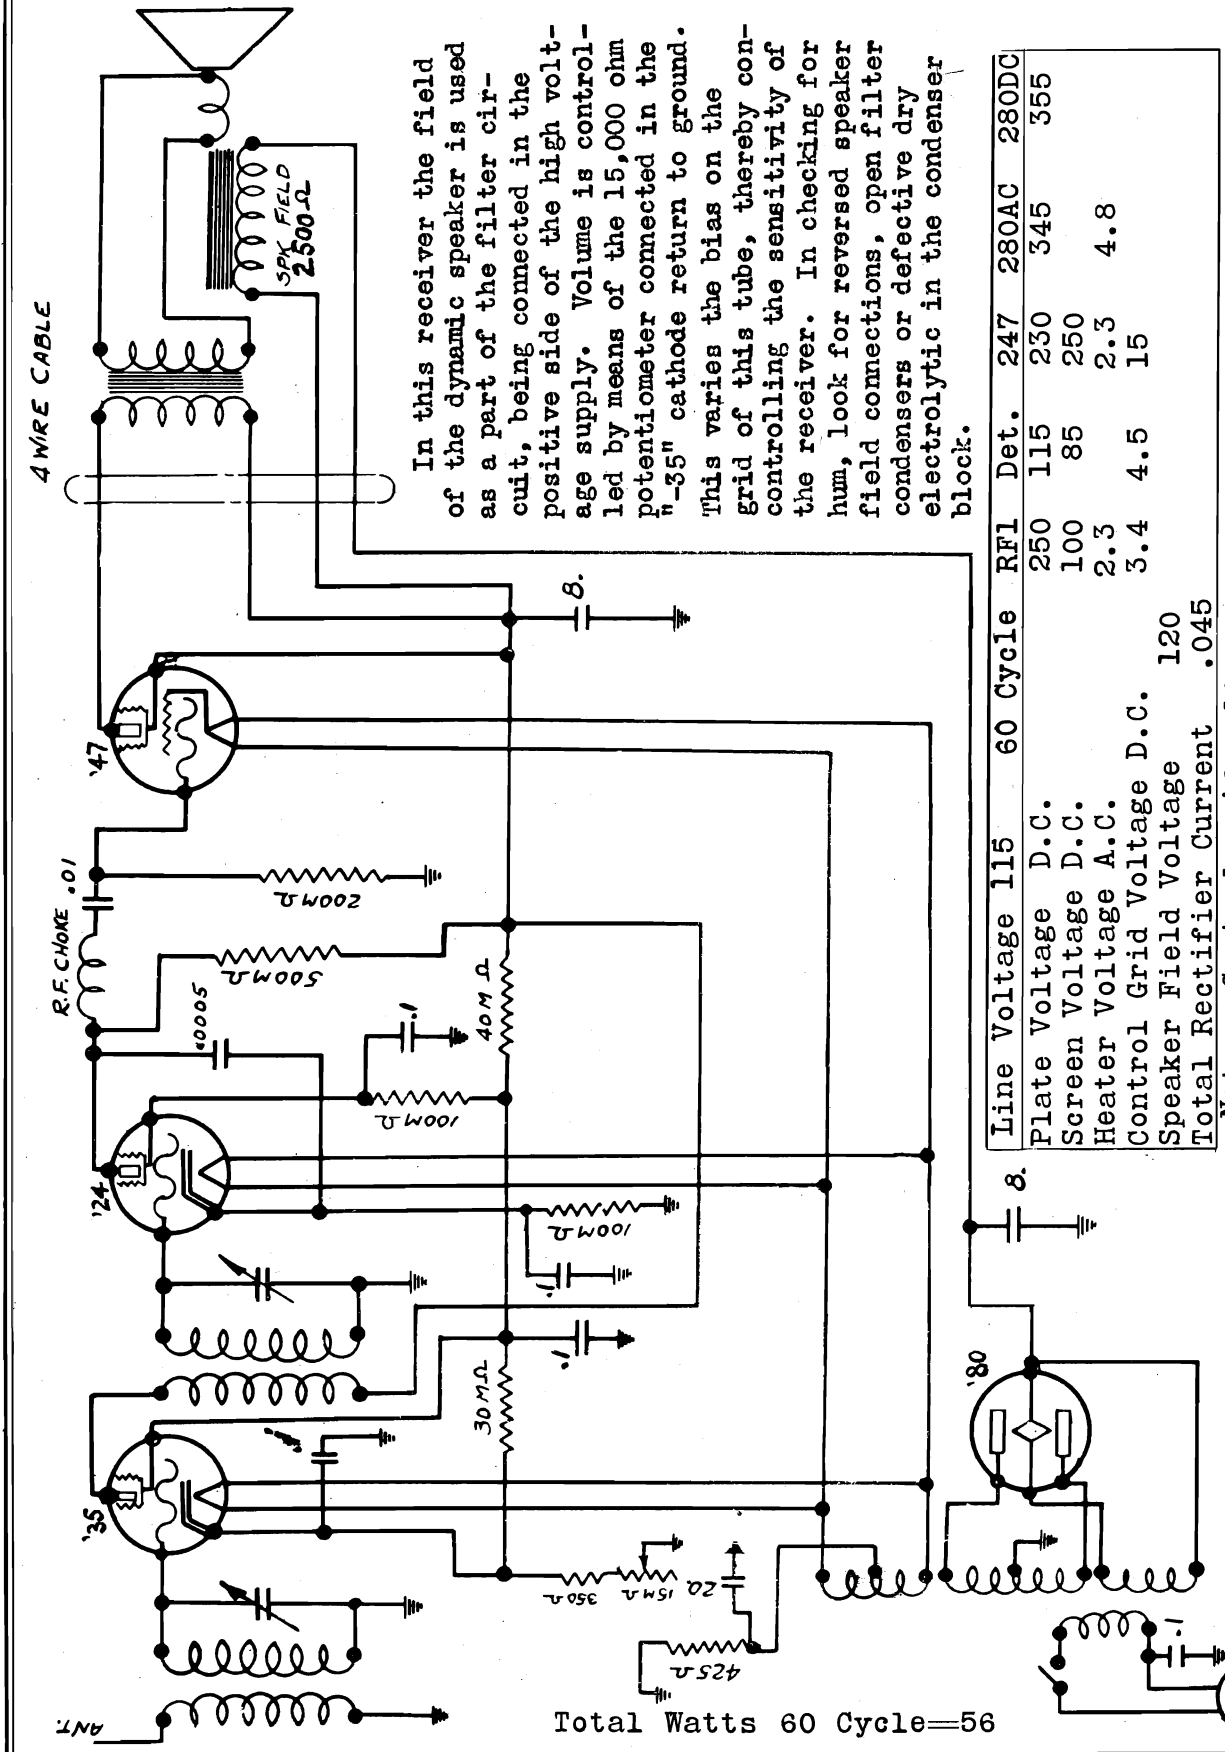 4 WIRE CABLE
SPK FIELD
2500Ω
'47
R.F. CHOKE
.01
200MΩ
500MΩ
.00005
.1
100MΩ
40MΩ
8.
'24
100MΩ
.1
.1
30MΩ
'35
350Ω
15MΩ
20
425Ω
ANT.
'80
8.
.1
In this receiver the field
of the dynamic speaker is used
as a part of the filter cir-
cuit, being connected in the
positive side of the high volt-
age supply. Volume is control-
led by means of the 15,000 ohm
potentiometer connected in the
"-35" cathode return to ground.
This varies the bias on the
grid of this tube, thereby con-
controlling the sensitivity of
the receiver. In checking for
hum, look for reversed speaker
field connections, open filter
condensers or defective dry
electrolytic in the condenser
block.
Line Voltage 115 60 Cycle RF1 Det. 247 280AC 280DC
Plate Voltage D.C. 250 115 230 345 355
Screen Voltage D.C. 100 85 250
Heater Voltage A.C. 2.3 2.3 4.8
Control Grid Voltage D.C. 3.4 4.5 15
Speaker Field Voltage 120
Total Rectifier Current .045
Total Watts 60 Cycle=56